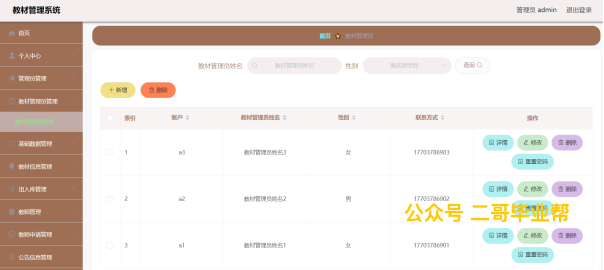 教材管理系统
管理员 admin
退出登录
首页
个人中心
管理员管理
教材管理员管理
教材管理员管理
基础数据管理
教材信息管理
出入库管理
教师管理
教师申请管理
公告信息管理
首页 教材管理员
教材管理员姓名 教材管理员姓名 性别 请选择性别 查询
+ 新增 删除
索引 账户 教材管理员姓名 性别 联系方式 操作
1 a3 教材管理员姓名3 女 17703786903 详情 修改 删除
重置密码
2 a2 教材管理员姓名2 男 17703786902 详情 修改 删除
公众号 二哥毕业帮
3 a1 教材管理员姓名1 女 17703786901 详情 修改 删除
重置密码